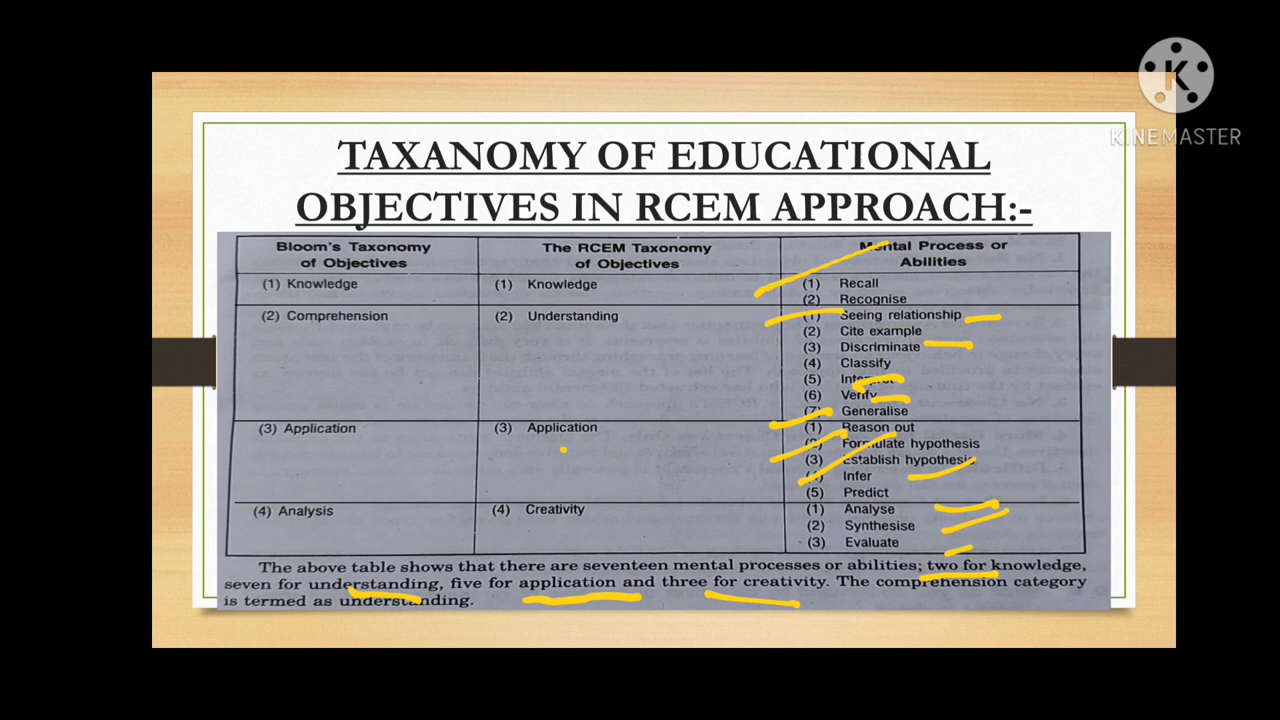 KINEMASTER
TAXANOMY OF EDUCATIONAL
OBJECTIVES IN RCEM APPROACH:-
Bloom's Taxonomy of Objectives | The RCEM Taxonomy of Objectives | Mental Process or Abilities
(1) Knowledge | (1) Knowledge | (1) Recall
(2) Recognise
(2) Comprehension | (2) Understanding | (1) Seeing relationship
(2) Cite example
(3) Discriminate
(4) Classify
(5) Interpret
(6) Verify
(7) Generalise
(3) Application | (3) Application | (1) Reason out
(2) Formulate hypothesis
(3) Establish hypothesis
(4) Infer
(5) Predict
(4) Analysis | (4) Creativity | (1) Analyse
(2) Synthesise
(3) Evaluate
The above table shows that there are seventeen mental processes or abilities; two for knowledge,
seven for understanding, five for application and three for creativity. The comprehension category
is termed as understanding.